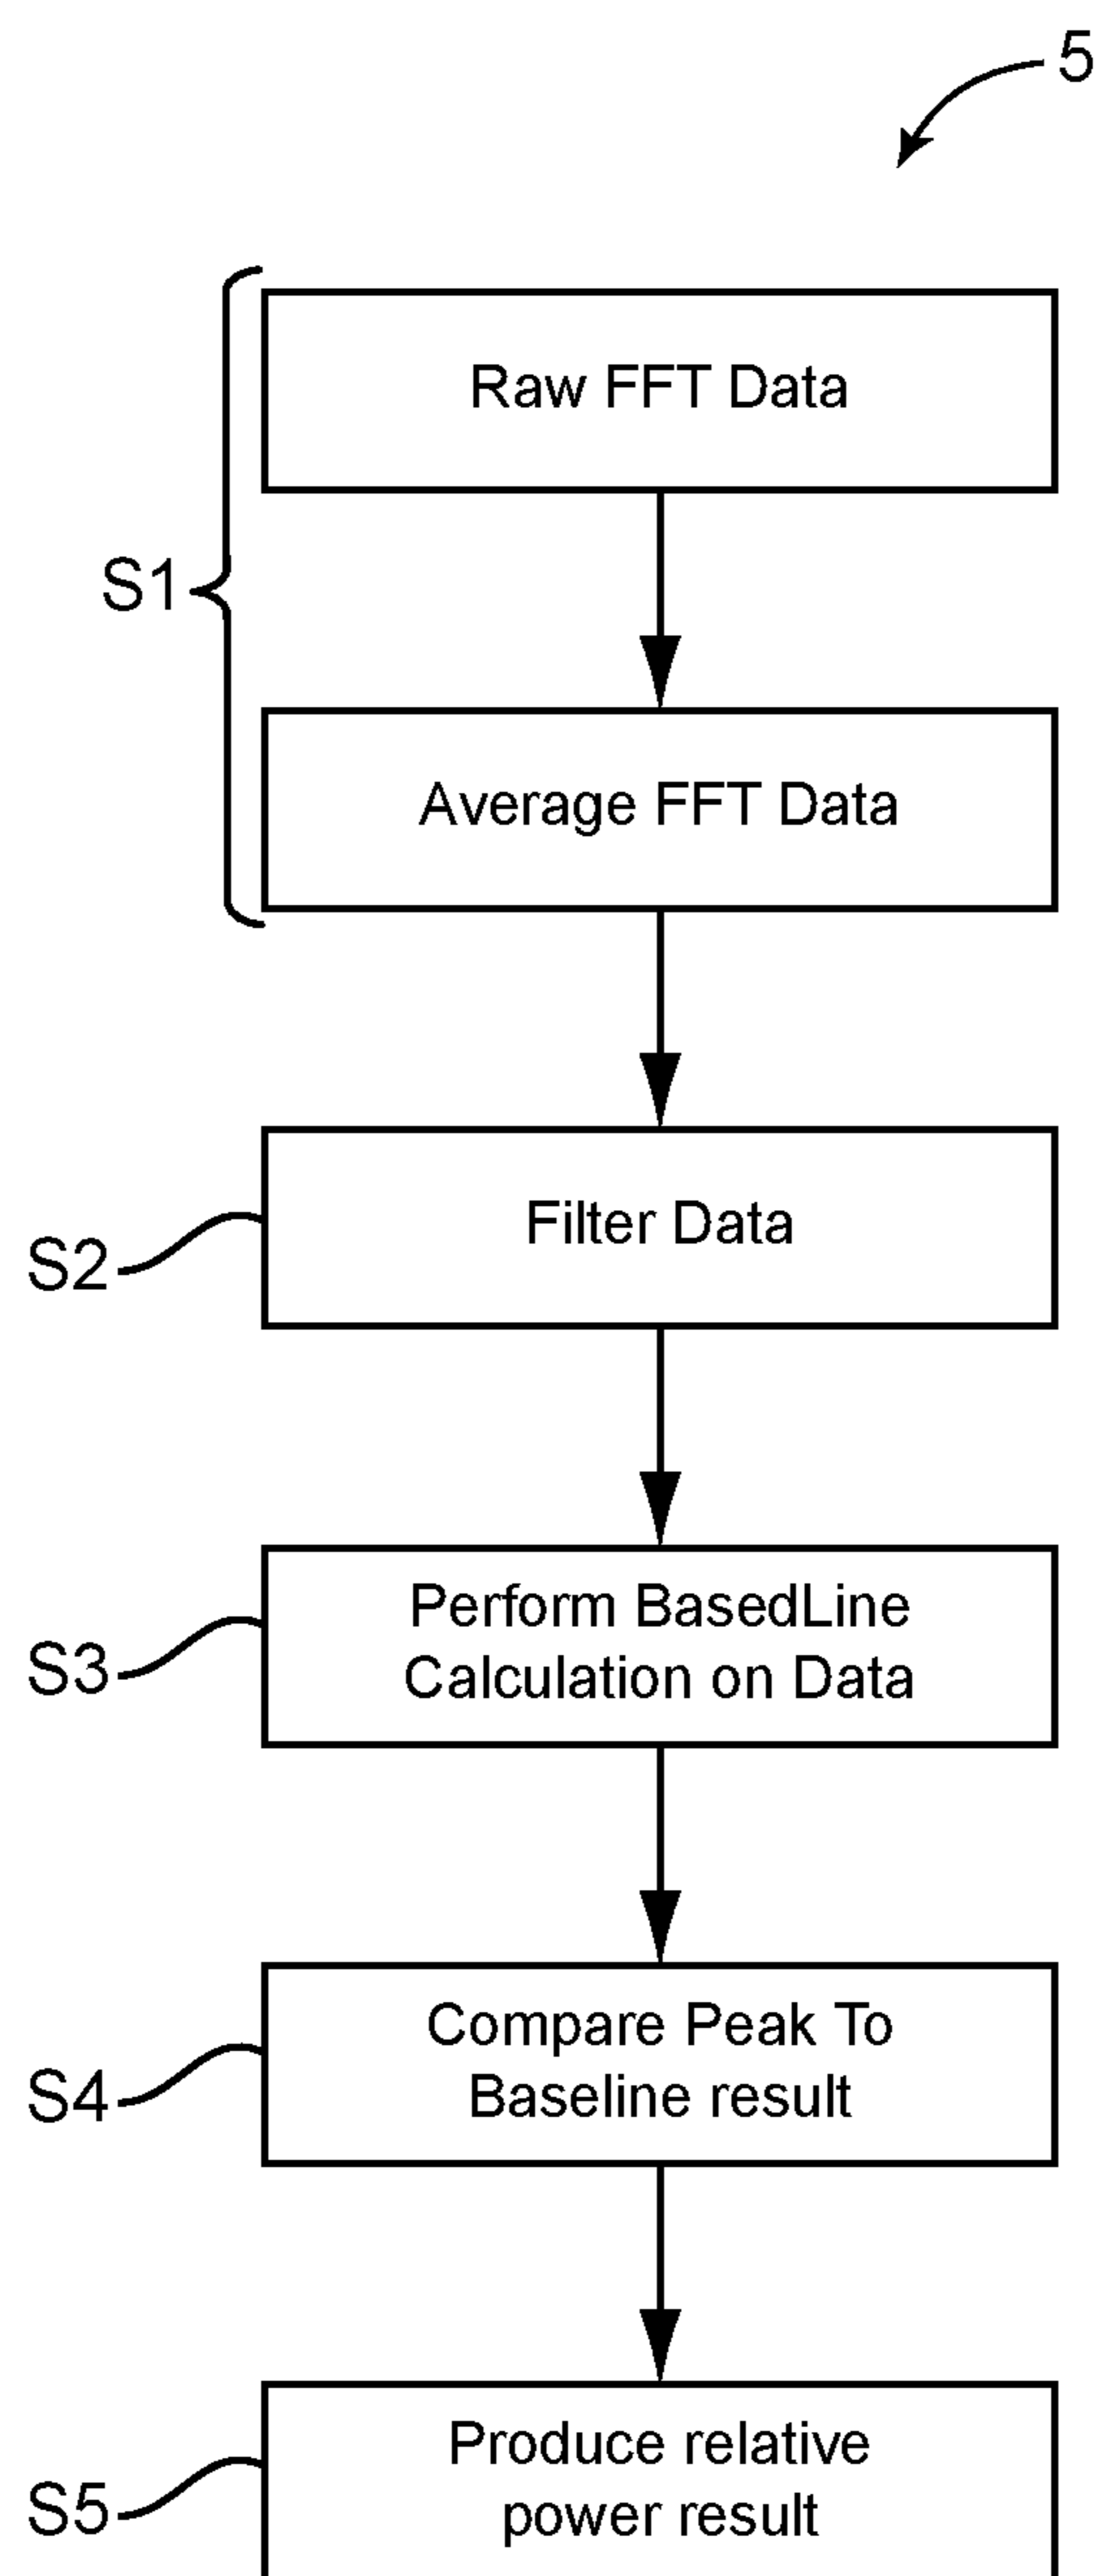 5
Raw FFT Data
S1
Average FFT Data
Filter Data
S2
Perform BasedLine
Calculation on Data
S3
Compare Peak To
Baseline result
S4
Produce relative
power result
S5